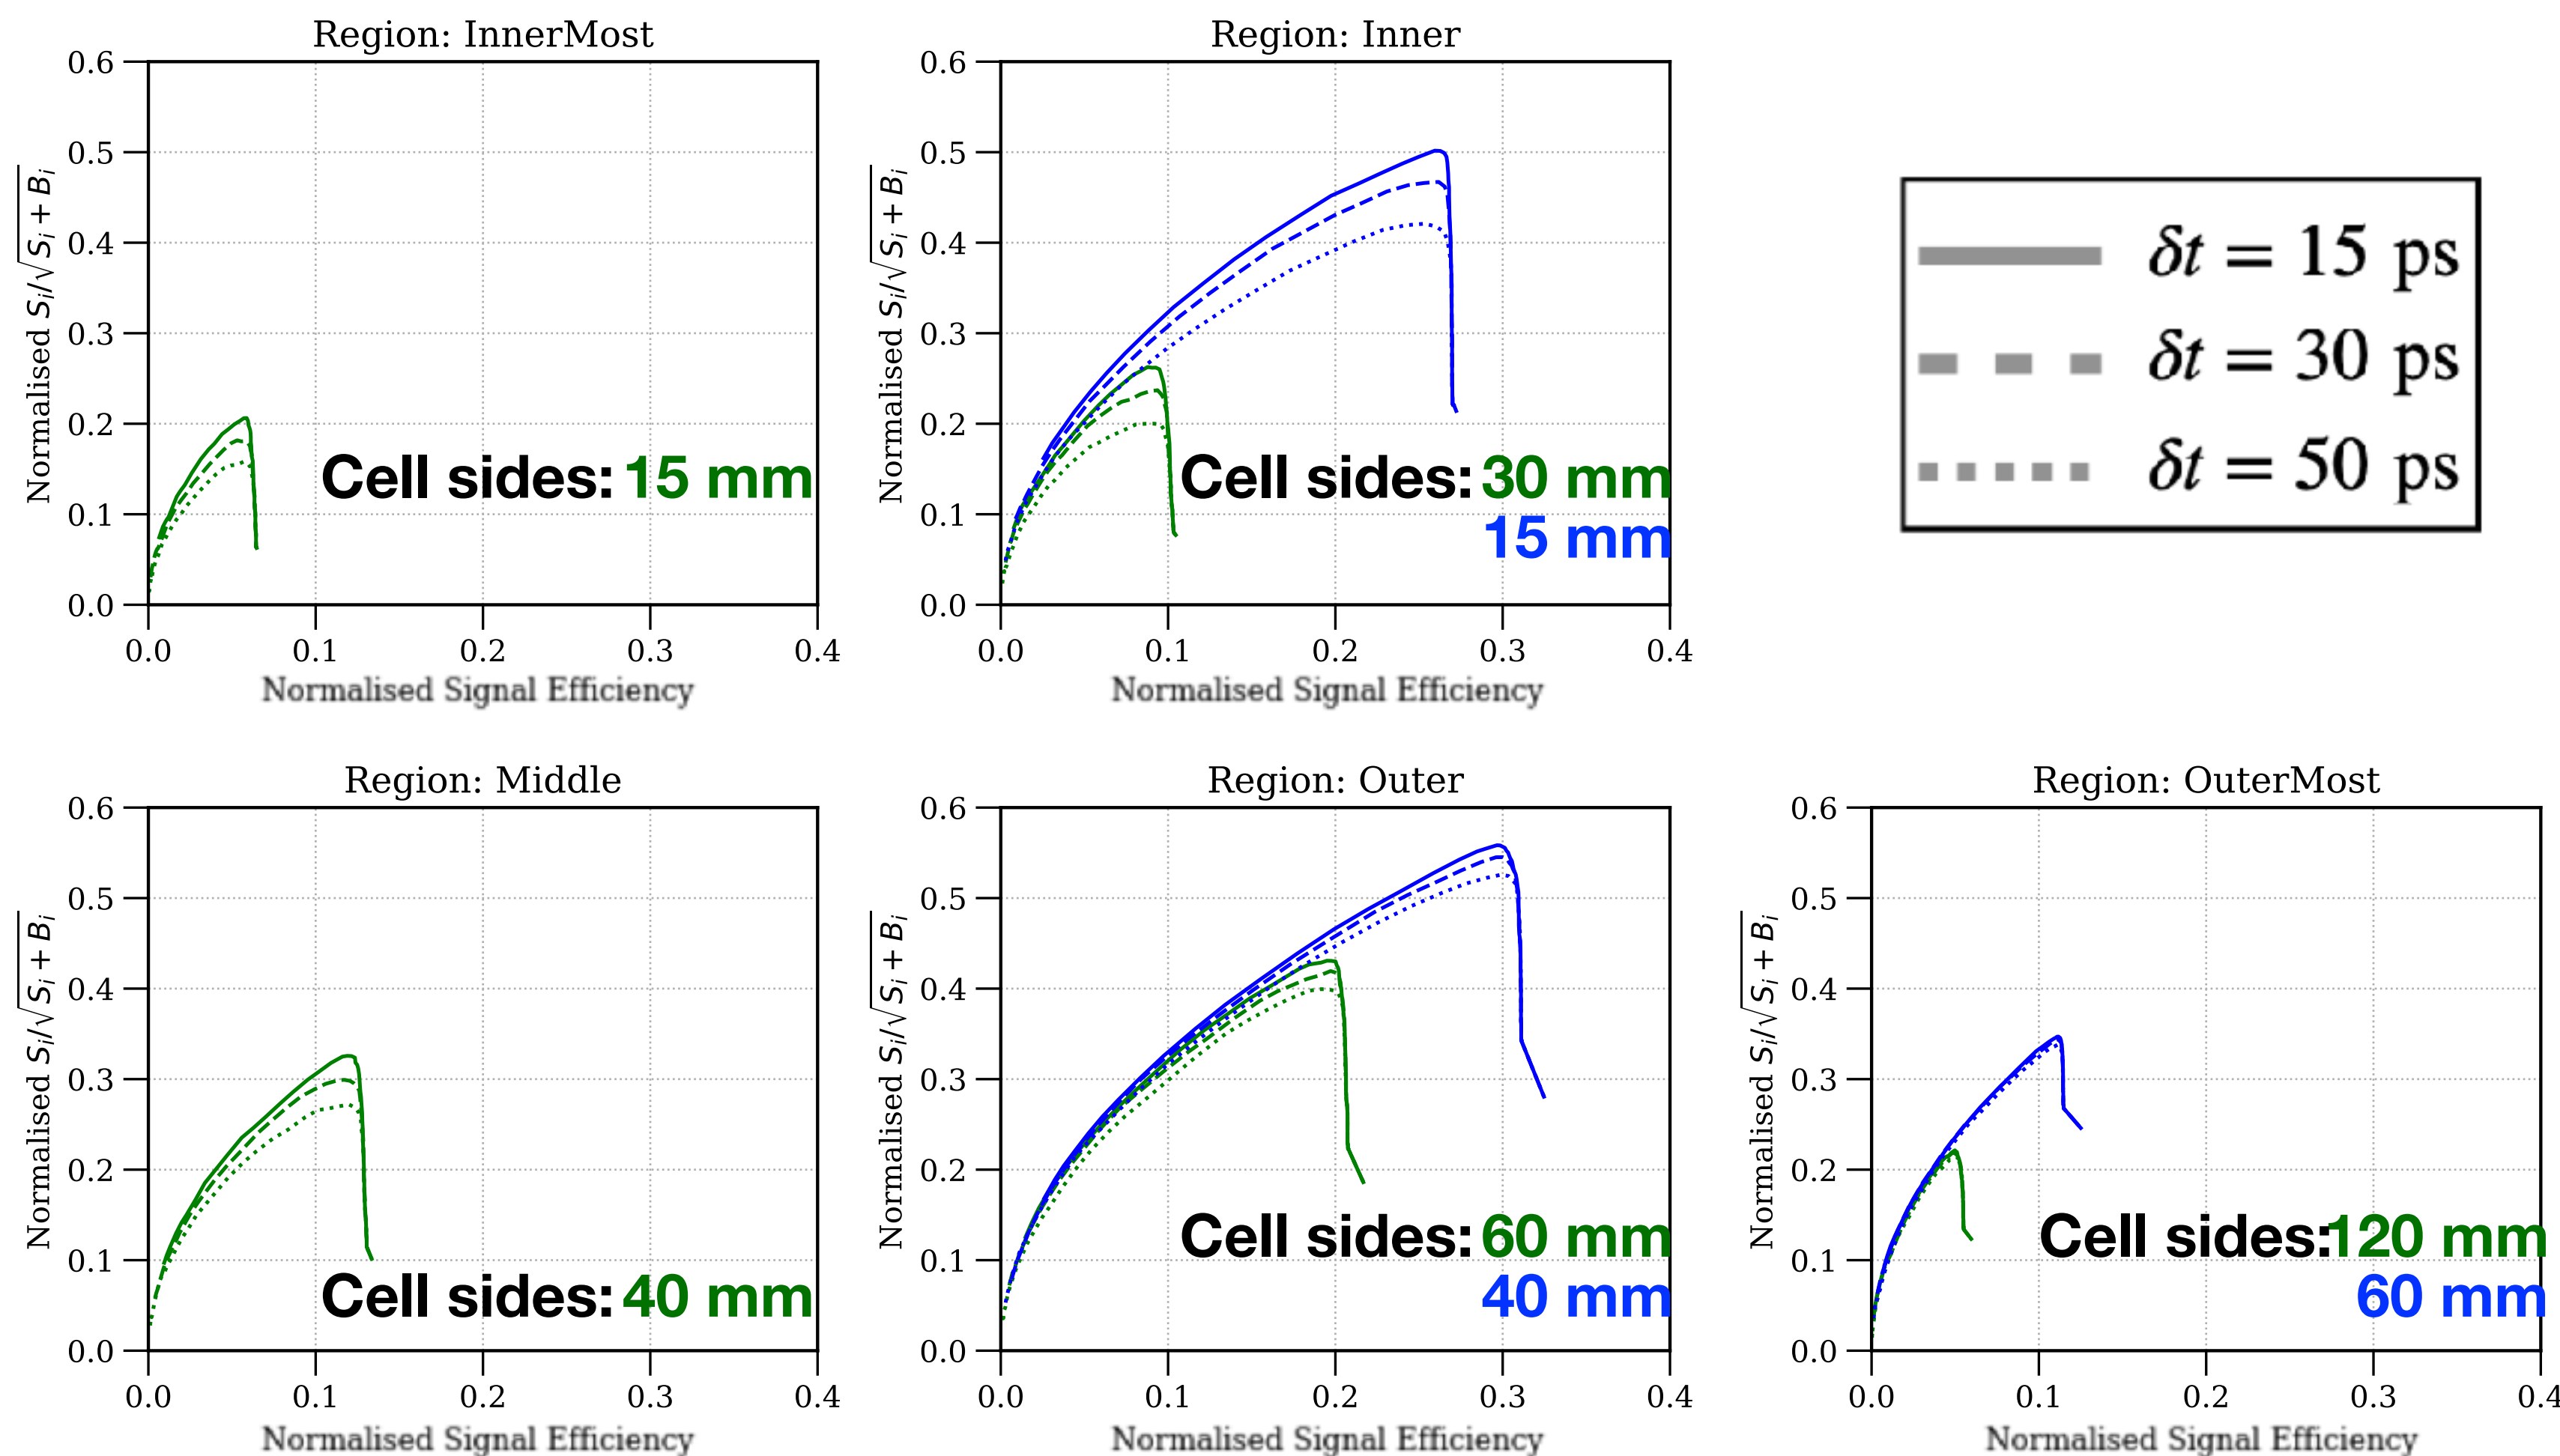 Region: InnerMost
Normalised S_i/√S_i + B_i
0.6
0.5
0.4
0.3
0.2
0.1
0.0
Cell sides: 15 mm
0.0 0.1 0.2 0.3 0.4
Normalised Signal Efficiency
Region: Inner
Normalised S_i/√S_i + B_i
0.6
0.5
0.4
0.3
0.2
0.1
0.0
Cell sides: 30 mm
15 mm
0.0 0.1 0.2 0.3 0.4
Normalised Signal Efficiency
δt = 15 ps
δt = 30 ps
δt = 50 ps
Region: Middle
Normalised S_i/√S_i + B_i
0.6
0.5
0.4
0.3
0.2
0.1
0.0
Cell sides: 40 mm
0.0 0.1 0.2 0.3 0.4
Normalised Signal Efficiency
Region: Outer
Normalised S_i/√S_i + B_i
0.6
0.5
0.4
0.3
0.2
0.1
0.0
Cell sides: 60 mm
40 mm
0.0 0.1 0.2 0.3 0.4
Normalised Signal Efficiency
Region: OuterMost
Normalised S_i/√S_i + B_i
0.6
0.5
0.4
0.3
0.2
0.1
0.0
Cell sides: 120 mm
60 mm
0.0 0.1 0.2 0.3 0.4
Normalised Signal Efficiency